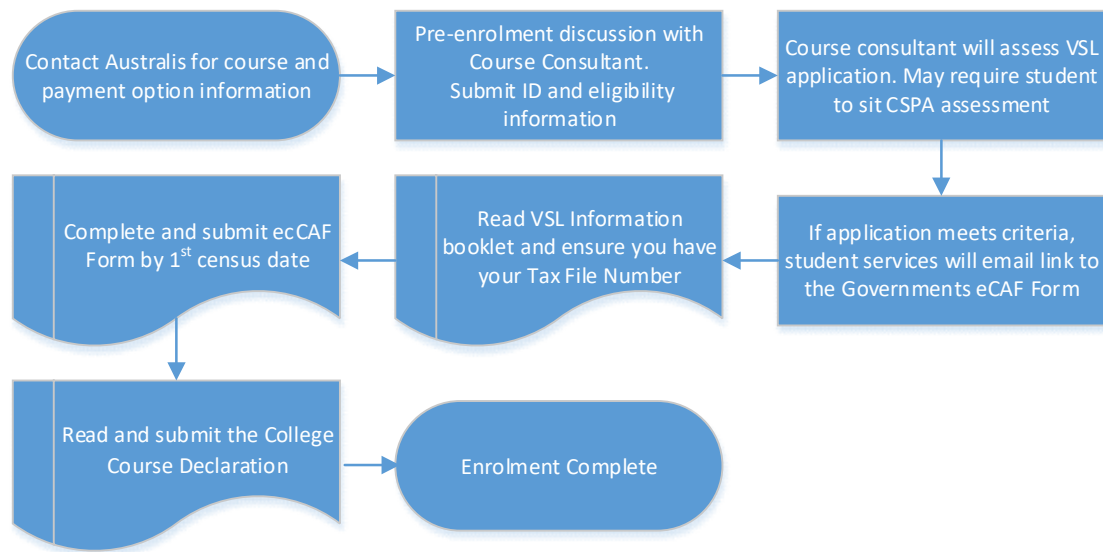 Contact Australis for course and
payment option information
Pre-enrolment discussion with
Course Consultant.
Submit ID and eligibility
information
Course consultant will assess VSL
application. May require student
to sit CSPA assessment
If application meets criteria,
student services will email link to
the Governments eCAF Form
Read VSL Information
booklet and ensure you have
your Tax File Number
Complete and submit ecCAF
Form by 1st census date
Read and submit the College
Course Declaration
Enrolment Complete